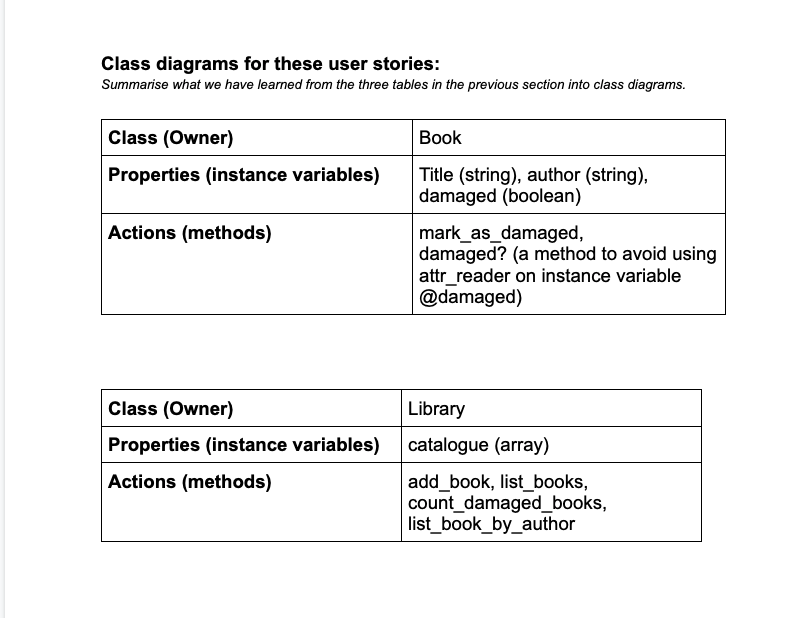 Class diagrams for these user stories:
Summarise what we have learned from the three tables in the previous section into class diagrams.
Class (Owner)
Book
Properties (instance variables)
Title (string), author (string),
damaged (boolean)
Actions (methods)
mark_as_damaged,
damaged? (a method to avoid using
attr_reader on instance variable
@damaged)
Class (Owner)
Library
Properties (instance variables)
catalogue (array)
Actions (methods)
add_book, list_books,
count_damaged_books,
list_book_by_author